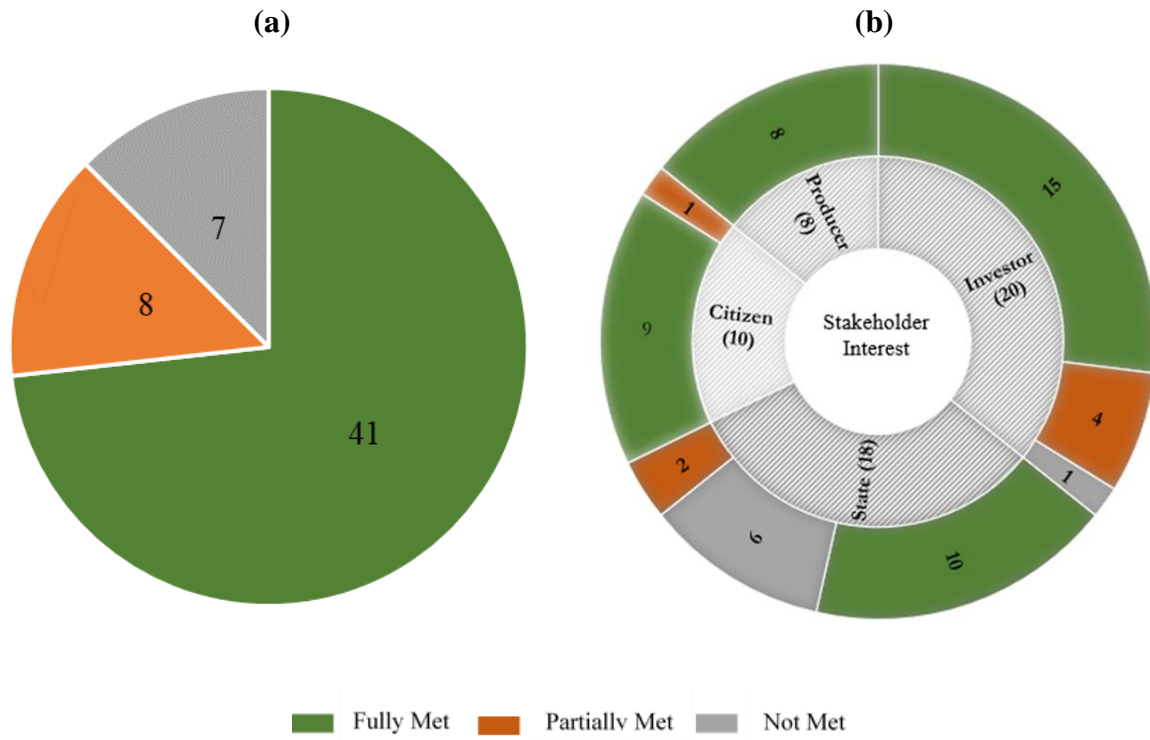 (a)
(b)
7
8
41
8
15
1
Producer
(8)
Investor
(20)
9
Citizen
(10)
Stakeholder
Interest
4
2
State (18)
1
6
10
Fully Met
Partially Met
Not Met